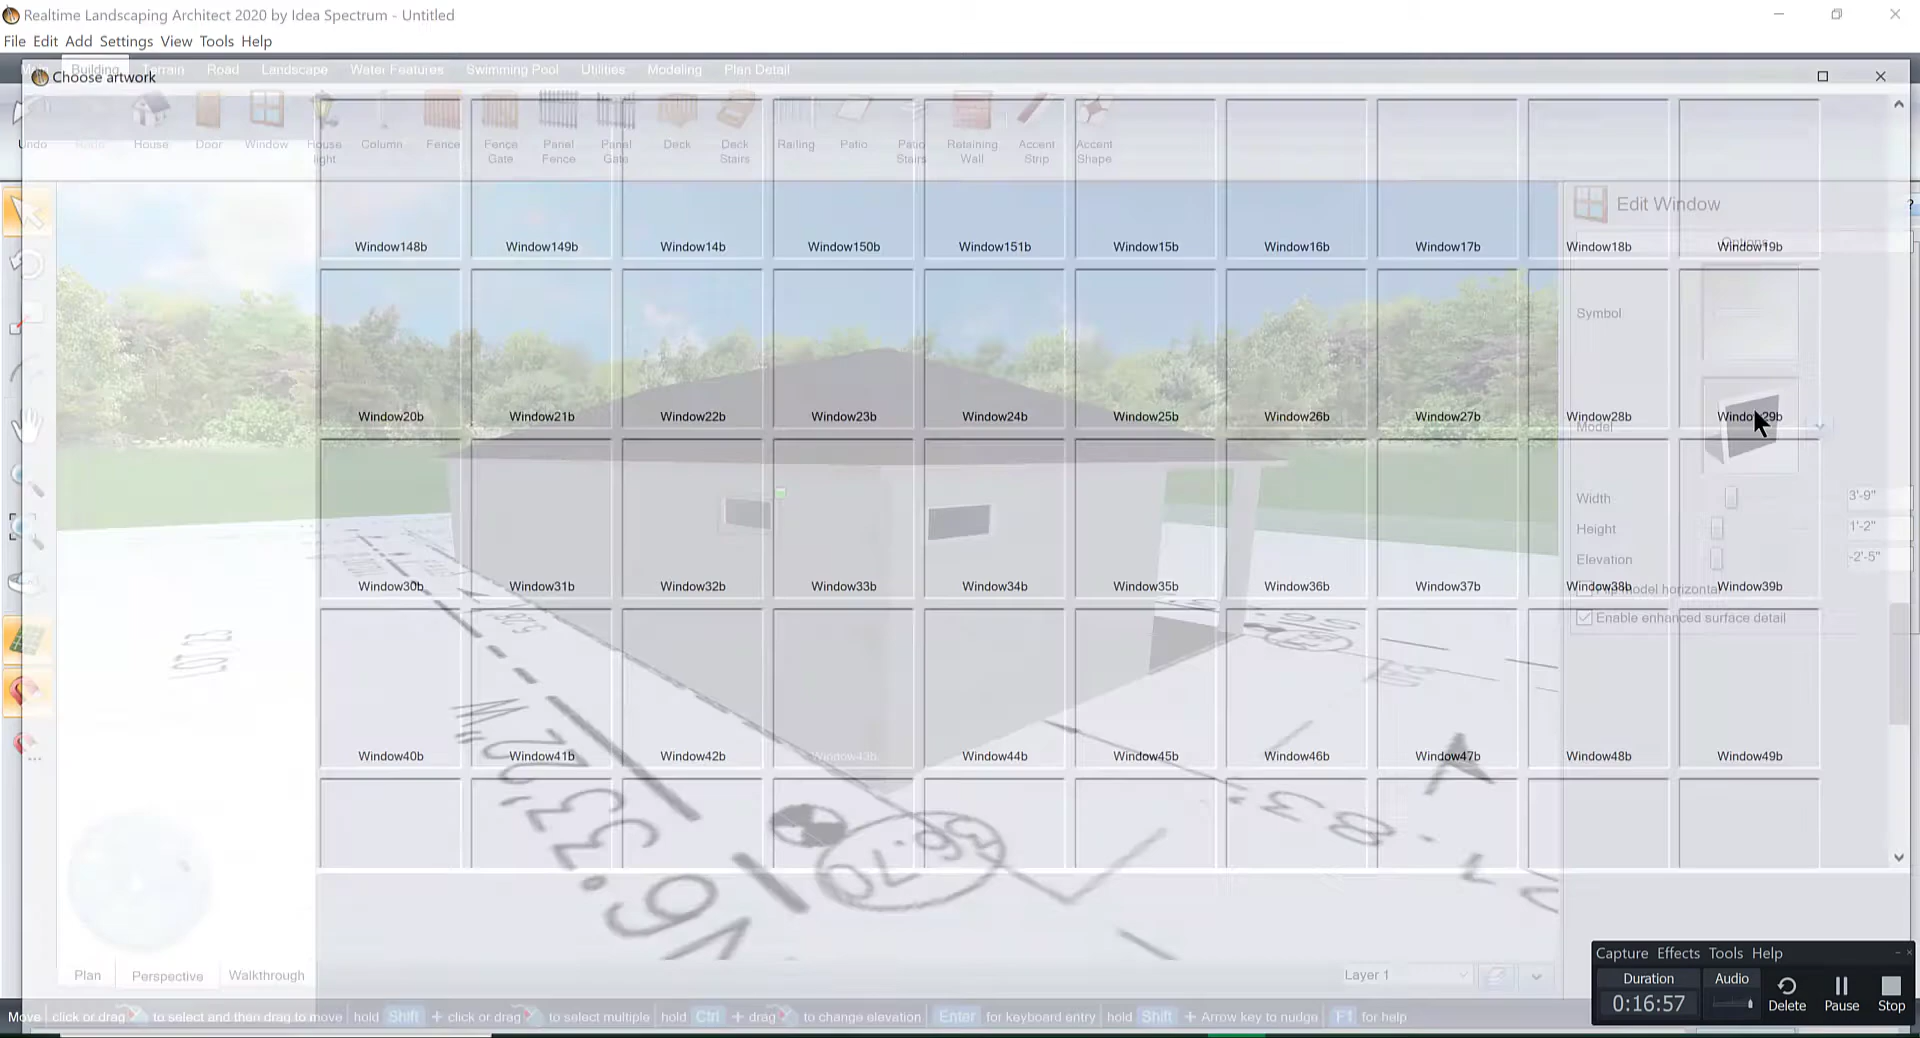 Realtime Landscaping Architect 2020 by Idea Spectrum - Untitled
File Edit Add Settings View Tools Help
Building Terrain Road Landscape Water Features Swimming Pool Utilities Modeling Plan Detail
Choose artwork
Undo House Door Window House light Column Fence Fence Gate Panel Fence Panel Gate Deck Deck Stairs Railing Patio Patio Stairs Retaining Wall Accent Strip Accent Shape
Edit Window
?
Window148b Window149b Window14b Window150b Window151b Window15b Window16b Window17b Window18b Window19b
Options
Symbol
Window20b Window21b Window22b Window23b Window24b Window25b Window26b Window27b Window28b Window29b
Model
Width 3'-9"
Height 1'-2"
Elevation -2'-5"
Window30b Window31b Window32b Window33b Window34b Window35b Window36b Window37b Window38b Window39b
Flip model horizontal
Enable enhanced surface detail
Window40b Window41b Window42b Window43b Window44b Window45b Window46b Window47b Window48b Window49b
Plan Perspective Walkthrough
Layer 1
Capture Effects Tools Help
Duration Audio
0:16:57 Delete Pause Stop
Move click or drag to select and then drag to move hold Shift + click or drag to select multiple hold Ctrl + drag to change elevation Enter for keyboard entry hold Shift + Arrow key to nudge F1 for help